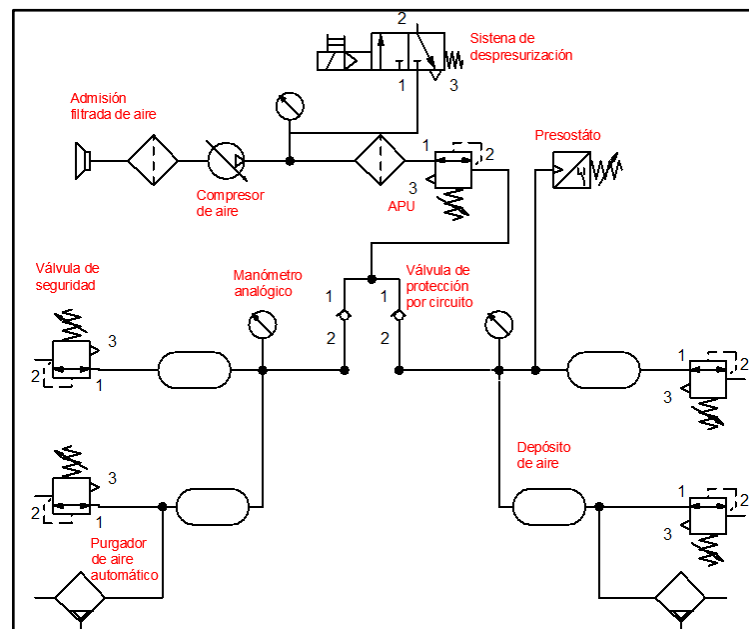 2
Sistena de
despresurización
1
3
Admisión
filtrada de aire
Compresor
de aire
1
2
3
APU
Presostáto
Válvula de
seguridad
Manómetro
analógico
Válvula de
protección
por circuito
1
1
2
2
3
2
1
1
2
3
3
2
1
Depósito
de aire
1
2
3
Purgador
de aire
automático